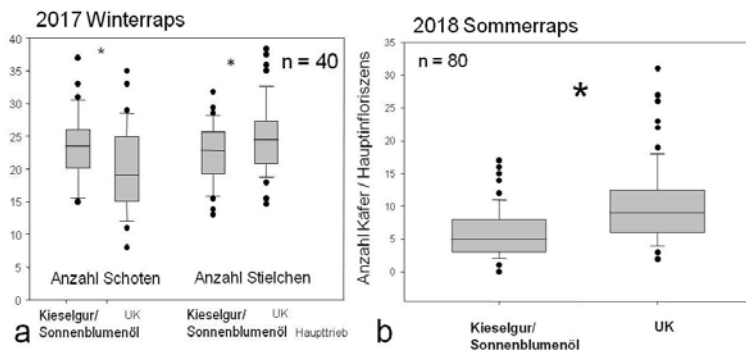 2017 Winterraps
40
35
30
25
20
15
10
5
0
*
*
n = 40
Anzahl Schoten
Anzahl Stielchen
Kieselgur/
Sonnenblumenöl
UK
Kieselgur/
Sonnenblumenöl
UK
Haupttrieb
a
2018 Sommerraps
Anzahl Käfer / Hauptinfloriszens
35
30
25
20
15
10
5
0
n = 80
*
Kieselgur/
Sonnenblumenöl
UK
b